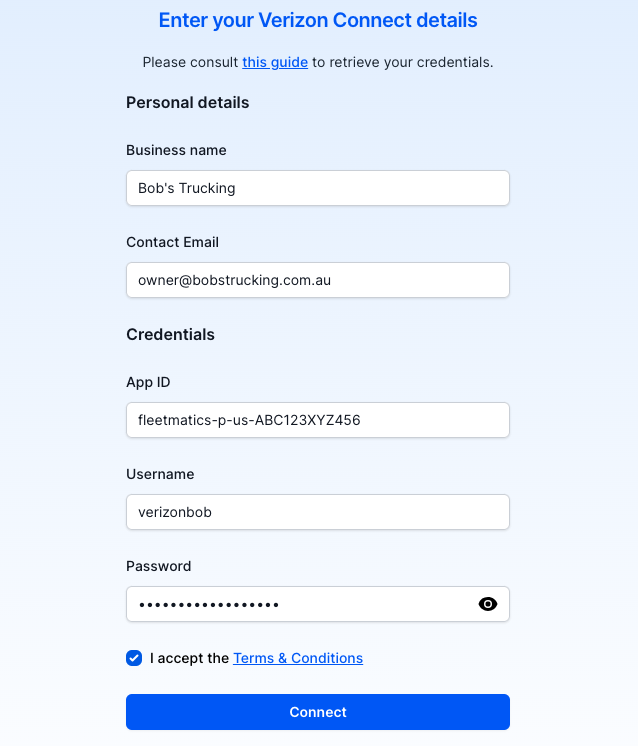 Enter your Verizon Connect details
Please consult this guide to retrieve your credentials.
Personal details
Business name
Bob's Trucking
Contact Email
owner@bobstrucking.com.au
Credentials
App ID
fleetmatics-p-us-ABC123XYZ456
Username
verizonbob
Password
••••••••••••••••••
I accept the Terms & Conditions
Connect